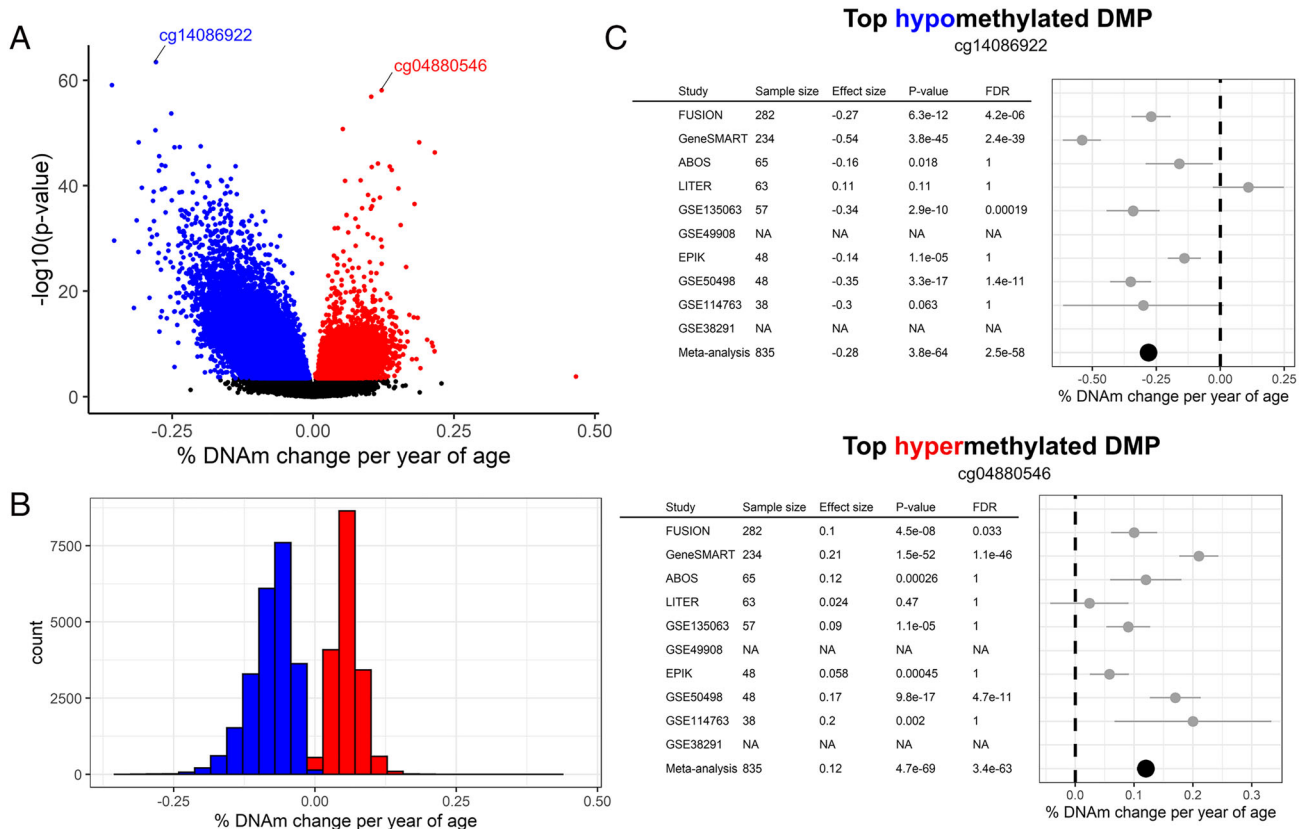 A
cg14086922
cg04880546
60
40
20
0
-log10(p-value)
-0.25 0.00 0.25 0.50
% DNAm change per year of age
B
7500
5000
2500
0
count
-0.25 0.00 0.25 0.50
% DNAm change per year of age
C
Top hypomethylated DMP
cg14086922
Study Sample size Effect size P-value FDR
FUSION 282 -0.27 6.3e-12 4.2e-06
GeneSMART 234 -0.54 3.8e-45 2.4e-39
ABOS 65 -0.16 0.018 1
LITER 63 0.11 0.11 1
GSE135063 57 -0.34 2.9e-10 0.00019
GSE49908 NA NA NA NA
EPIK 48 -0.14 1.1e-05 1
GSE50498 48 -0.35 3.3e-17 1.4e-11
GSE114763 38 -0.3 0.063 1
GSE38291 NA NA NA NA
Meta-analysis 835 -0.28 3.8e-64 2.5e-58
-0.50 -0.25 0.00 0.25
% DNAm change per year of age
Top hypermethylated DMP
cg04880546
Study Sample size Effect size P-value FDR
FUSION 282 0.1 4.5e-08 0.033
GeneSMART 234 0.21 1.5e-52 1.1e-46
ABOS 65 0.12 0.00026 1
LITER 63 0.024 0.47 1
GSE135063 57 0.09 1.1e-05 1
GSE49908 NA NA NA NA
EPIK 48 0.058 0.00045 1
GSE50498 48 0.17 9.8e-17 4.7e-11
GSE114763 38 0.2 0.002 1
GSE38291 NA NA NA NA
Meta-analysis 835 0.12 4.7e-69 3.4e-63
0.0 0.1 0.2 0.3
% DNAm change per year of age